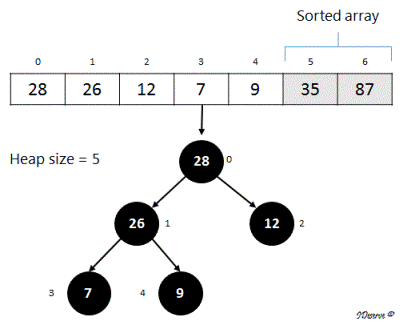 Sorted array
0 1 2 3 4 5 6
28 26 12 7 9 35 87
Heap size = 5
28 0
26 1 12 2
3 7 4 9
IDeserve ©